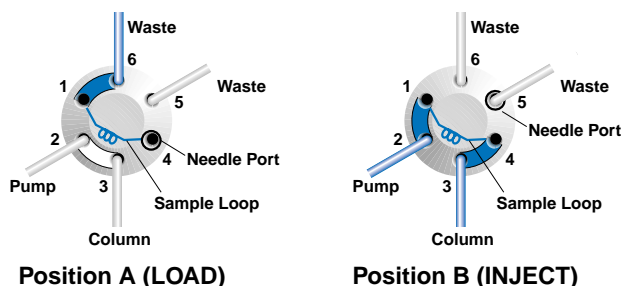 Waste
6
1
Waste
5
2
4
Needle Port
Pump
3
Sample Loop
Column
Position A (LOAD)
Waste
6
1
Waste
5
Needle Port
2
4
Pump
3
Sample Loop
Column
Position B (INJECT)